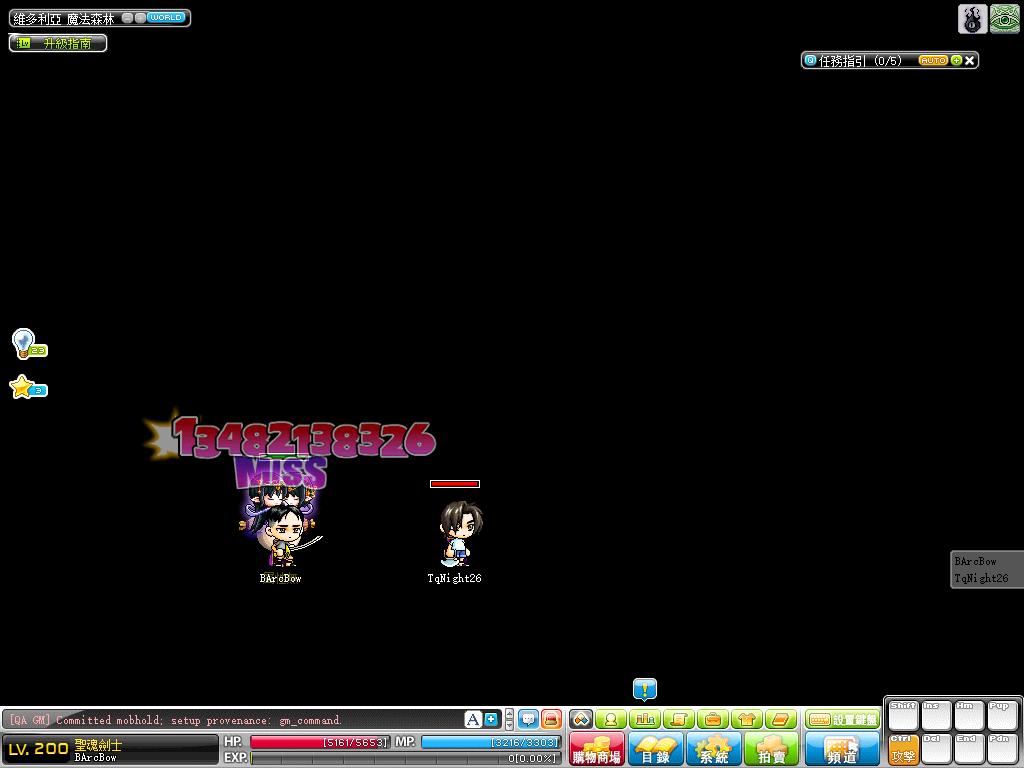 維多利亞 魔法森林 WORLD
Lv 升級指南
Q 任務指引 (0/5) AUTO
23
3
13482138326
MISS
BArcBow
TqNight26
BArcBow
TqNight26
[QA GM] Committed mobhold; setup provenance: gm_command.
A
設置鍵盤
LV. 200 聖魂劍士
BArcBow
HP. [5161/5653] MP. [3216/3303]
EXP. 0[0.00%]
購物商場 目錄 系統 拍賣 頻道
Shift Ins Hm Pup
Ctrl Del End Pdn
攻擊